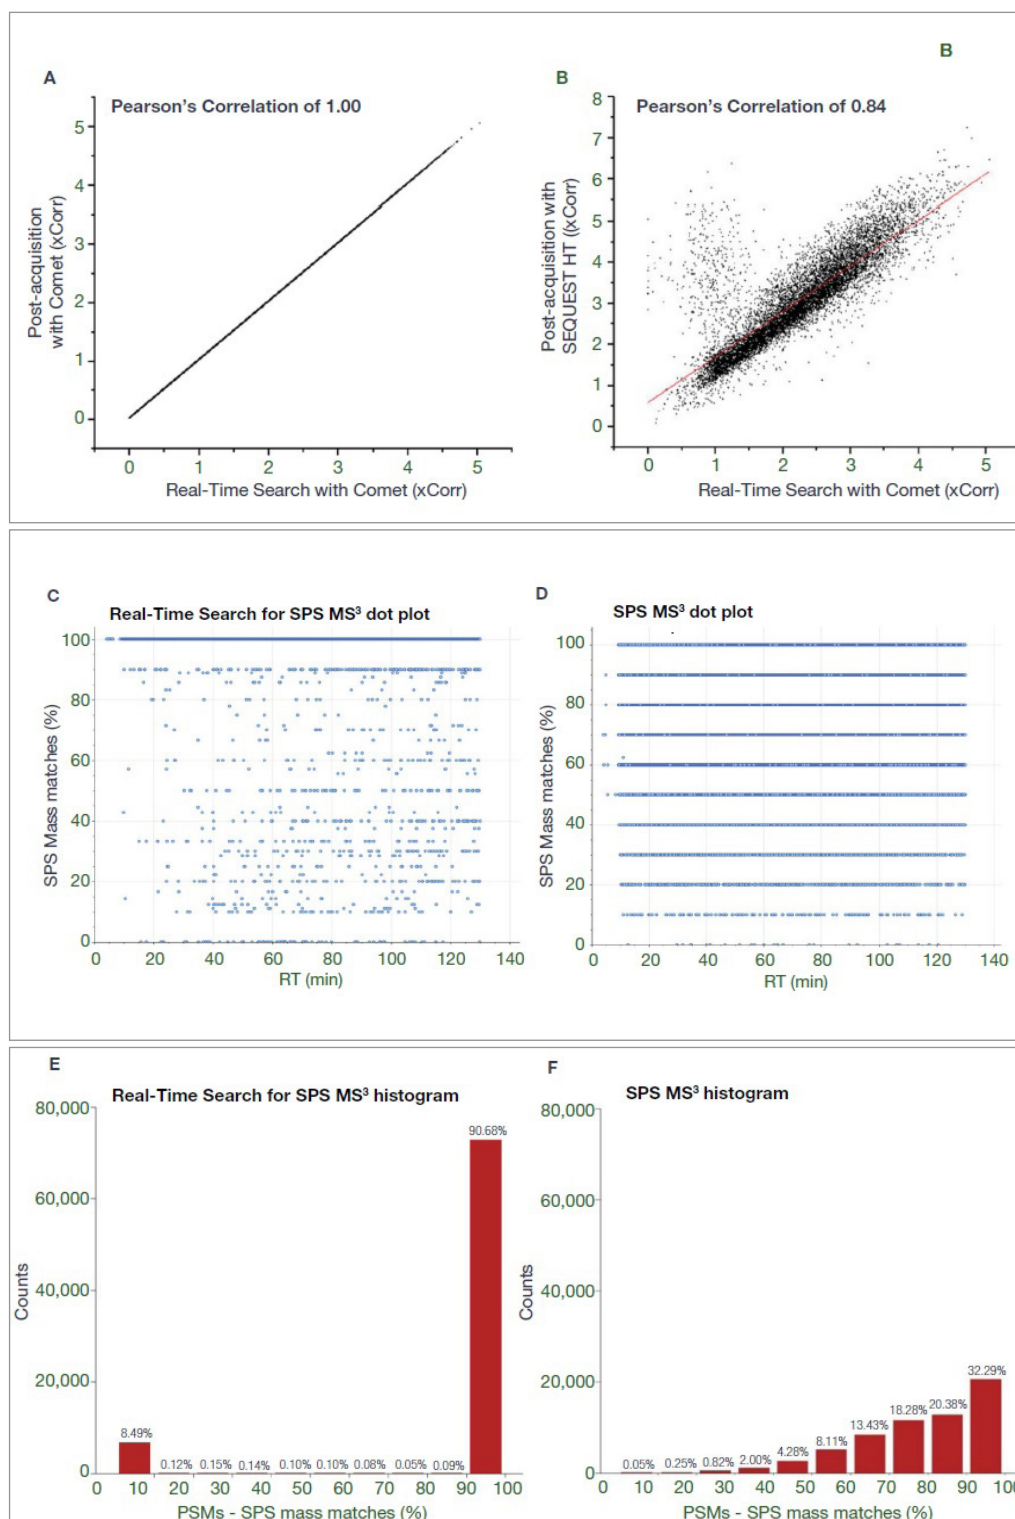 B
A
Pearson's Correlation of 1.00
5
4
3
2
1
0
Post-acquisition
with Comet (xCorr)
0 1 2 3 4 5
Real-Time Search with Comet (xCorr)
B
Pearson's Correlation of 0.84
8
7
6
5
4
3
2
1
0
Post-acquisition with
SEQUEST HT ((xCorr)
0 1 2 3 4 5
Real-Time Search with Comet (xCorr)
C
Real-Time Search for SPS MS³ dot plot
100
80
60
40
20
0
SPS Mass matches (%)
0 20 40 60 80 100 120 140
RT (min)
D
SPS MS³ dot plot
100
80
60
40
20
0
SPS Mass matches (%)
0 20 40 60 80 100 120 140
RT (min)
E
Real-Time Search for SPS MS³ histogram
80,000
60,000
40,000
20,000
0
Counts
8.49% 0.12% 0.15% 0.14% 0.10% 0.10% 0.08% 0.05% 0.09% 90.68%
0 10 20 30 40 50 60 70 80 90 100
PSMs - SPS mass matches (%)
F
SPS MS³ histogram
80,000
60,000
40,000
20,000
0
Counts
0.05% 0.25% 0.82% 2.00% 4.28% 8.11% 13.43% 18.28% 20.38% 32.29%
0 10 20 30 40 50 60 70 80 90 100
PSMs - SPS mass matches (%)